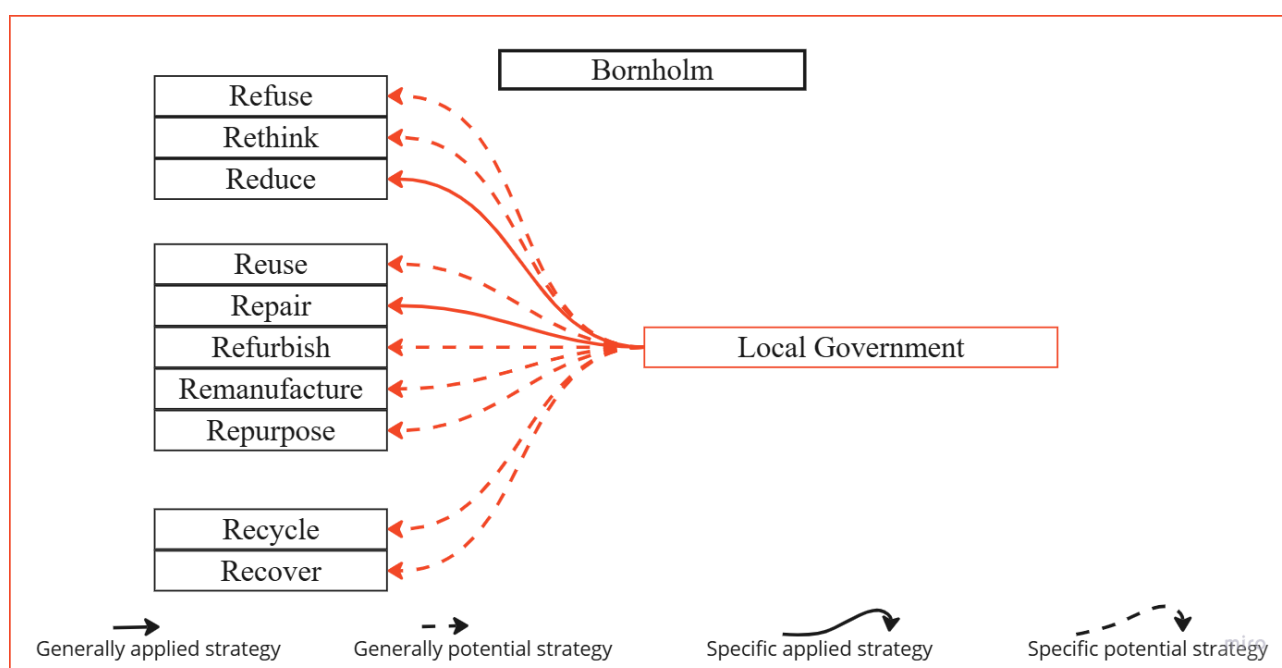 Bornholm
Refuse
Rethink
Reduce
Reuse
Repair
Refurbish
Remanufacture
Repurpose
Local Government
Recycle
Recover
Generally applied strategy
Generally potential strategy
Specific applied strategy
Specific potential strategy
miro